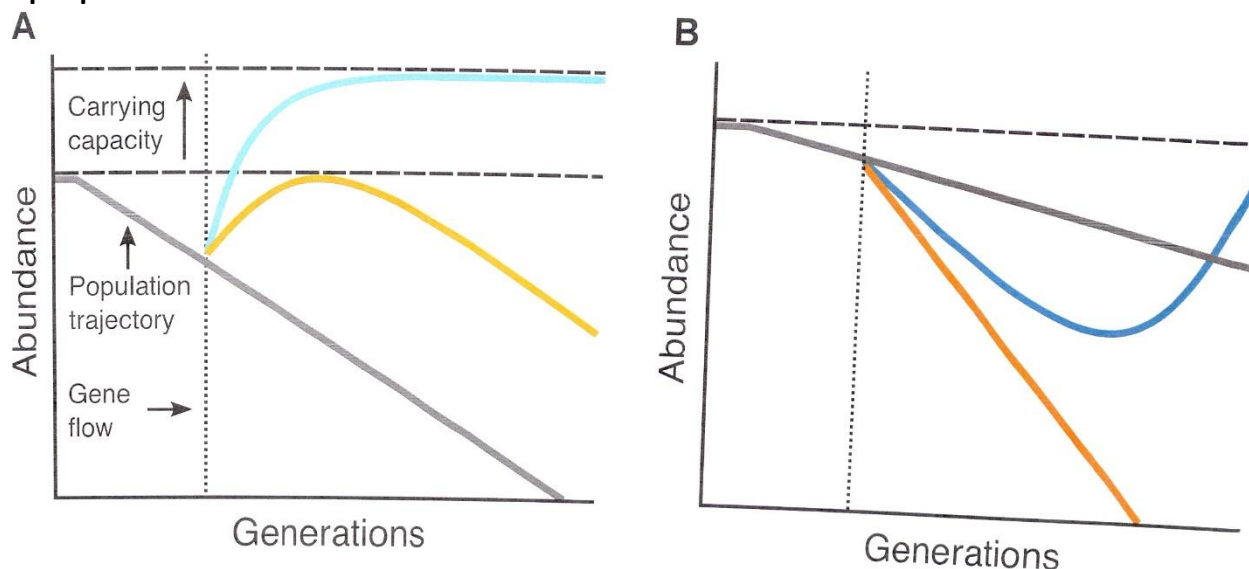 A
Carrying
capacity
Population
trajectory
Gene
flow
Abundance
Generations
B
Abundance
Generations